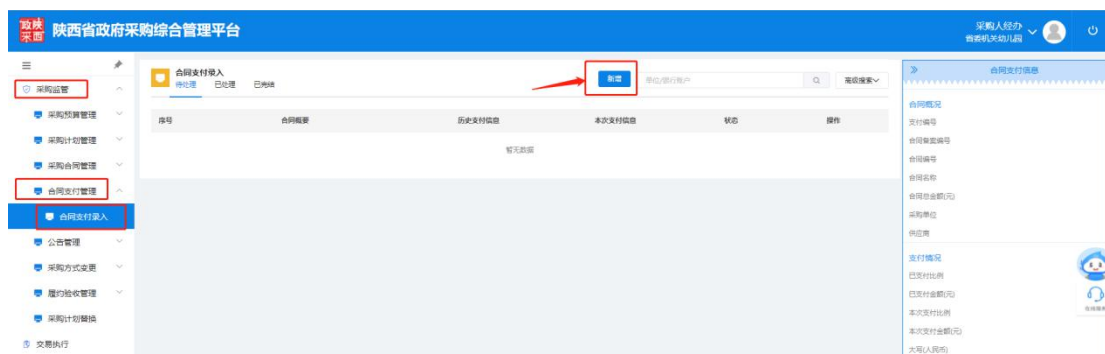 政陕
采西
陕西省政府采购综合管理平台
采购人经办
省委机关幼儿园
采购监管
采购预算管理
采购计划管理
采购合同管理
合同支付管理
合同支付录入
公告管理
采购方式变更
履约验收管理
采购计划替换
交易执行
合同支付录入
待处理 已处理 已完结
新增
单位/银行账户
高级搜索
序号 合同概要 历史支付信息 本次支付信息 状态 操作
暂无数据
合同支付信息
合同概况
支付编号
合同备案编号
合同编号
合同名称
合同总金额(元)
采购单位
供应商
支付情况
已支付比例
已支付金额(元)
本次支付比例
本次支付金额(元)
大写(人民币)